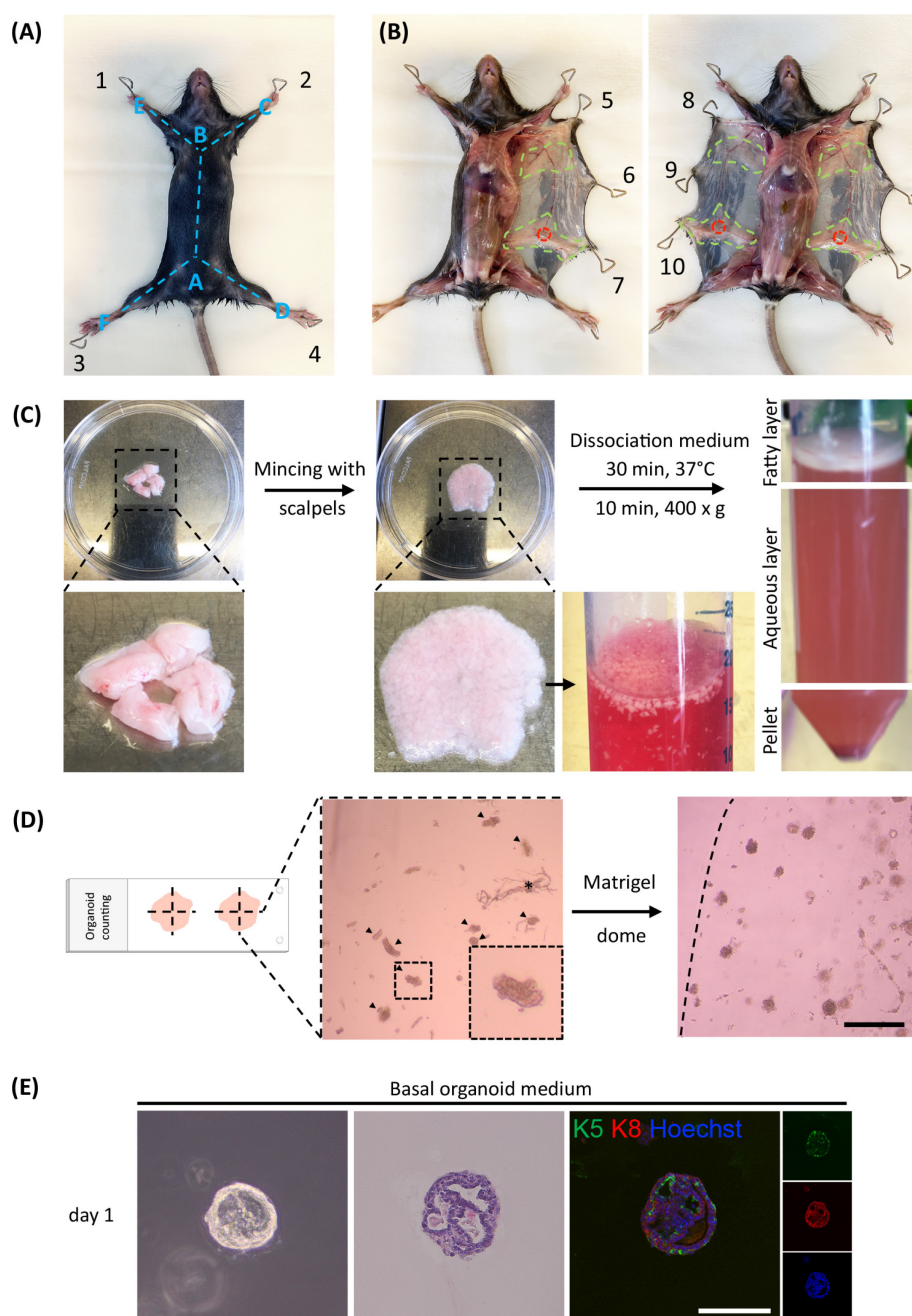 (A)
1
2
E
C
B
A
F
D
3
4
(B)
5
6
7
8
9
10
(C)
Mincing with
scalpels
Dissociation medium
30 min, 37°C
10 min, 400 x g
Fatty layer
Aqueous layer
Pellet
(D)
Organoid
counting
*
Matrigel
dome
(E)
Basal organoid medium
day 1
K5 K8 Hoechst